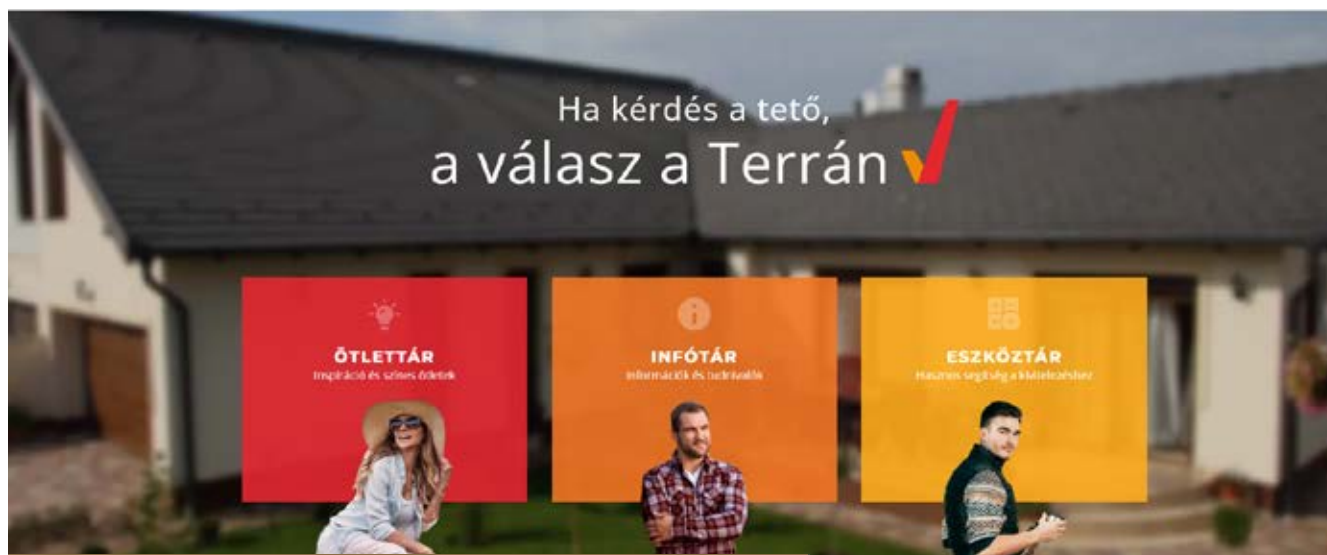 Ha kérdés a tető,
a válasz a Terrán
ÖTLETTÁR
Inspiráció és színes ötletek
INFÓTÁR
Információk és tudnivalók
ESZKÖZTÁR
Hasznos segítség a kivitelezéshez